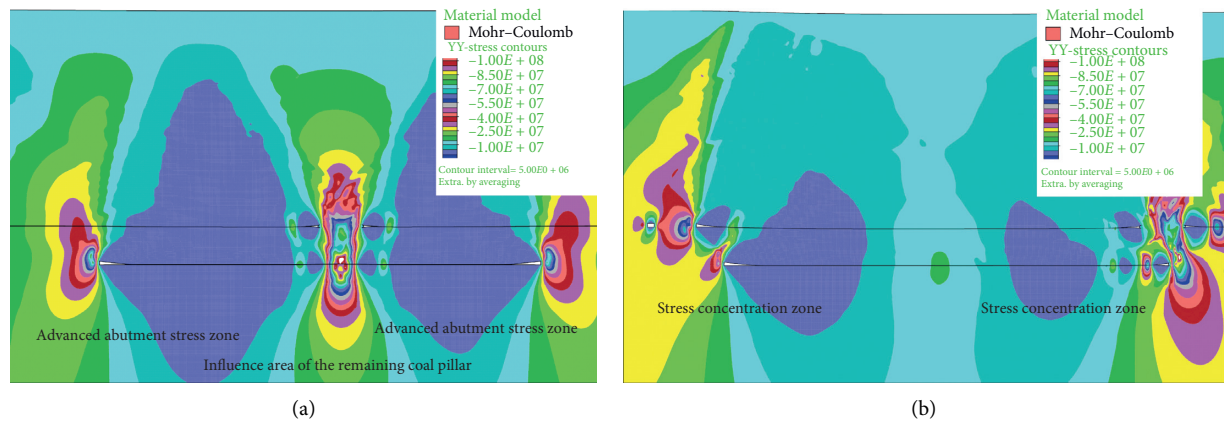 Material model
Mohr–Coulomb
YY-stress contours
–1.00E + 08
–8.50E + 07
–7.00E + 07
–5.50E + 07
–4.00E + 07
–2.50E + 07
–1.00E + 07
Contour interval= 5.00E0 + 06
Extra. by averaging
Advanced abutment stress zone
Advanced abutment stress zone
Influence area of the remaining coal pillar
(a)
Material model
Mohr–Coulomb
YY-stress contours
–1.00E + 08
–8.50E + 07
–7.00E + 07
–5.50E + 07
–4.00E + 07
–2.50E + 07
–1.00E + 07
Contour interval= 5.00E0 + 06
Extra. by averaging
Stress concentration zone
Stress concentration zone
(b)